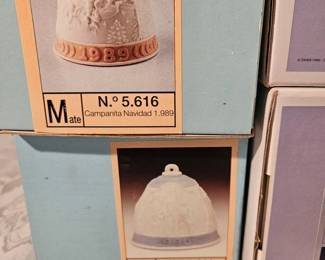 1989
Mate
N.º 5.616
Campanita Navidad 1.989